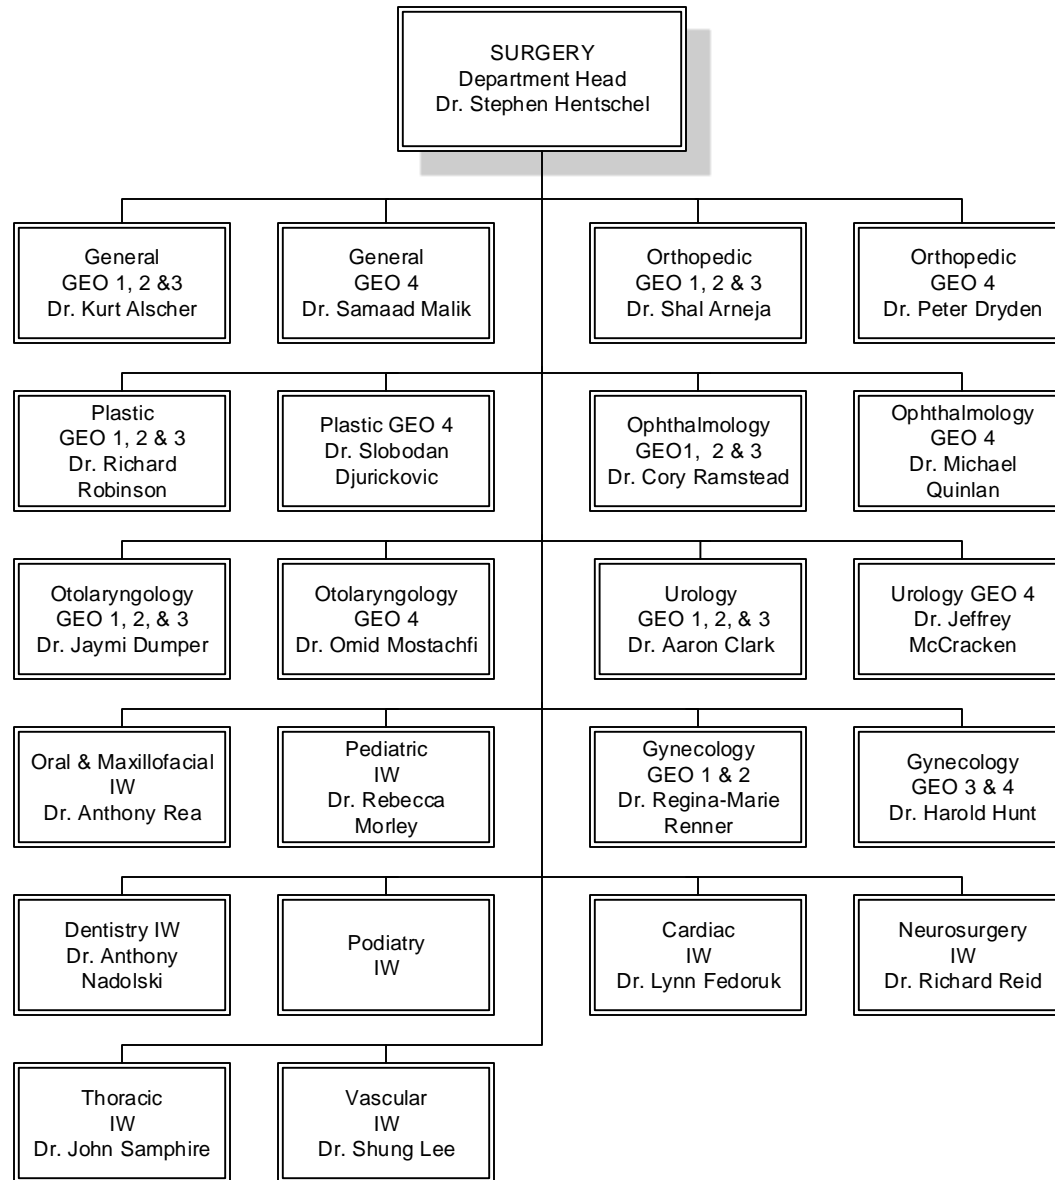 SURGERY
Department Head
Dr. Stephen Hentschel
General
GEO 1, 2 &3
Dr. Kurt Alscher
General
GEO 4
Dr. Samaad Malik
Orthopedic
GEO 1, 2 & 3
Dr. Shal Arneja
Orthopedic
GEO 4
Dr. Peter Dryden
Plastic
GEO 1, 2 & 3
Dr. Richard
Robinson
Plastic GEO 4
Dr. Slobodan
Djurickovic
Ophthalmology
GEO1,  2 & 3
Dr. Cory Ramstead
Ophthalmology
GEO 4
Dr. Michael
Quinlan
Otolaryngology
GEO 1, 2, & 3
Dr. Jaymi Dumper
Otolaryngology
GEO 4
Dr. Omid Mostachfi
Urology
GEO 1, 2, & 3
Dr. Aaron Clark
Urology GEO 4
Dr. Jeffrey
McCracken
Oral & Maxillofacial
IW
Dr. Anthony Rea
Pediatric
IW
Dr. Rebecca
Morley
Gynecology
GEO 1 & 2
Dr. Regina-Marie
Renner
Gynecology
GEO 3 & 4
Dr. Harold Hunt
Dentistry IW
Dr. Anthony
Nadolski
Podiatry
IW
Cardiac
IW
Dr. Lynn Fedoruk
Neurosurgery
IW
Dr. Richard Reid
Thoracic
IW
Dr. John Samphire
Vascular
IW
Dr. Shung Lee